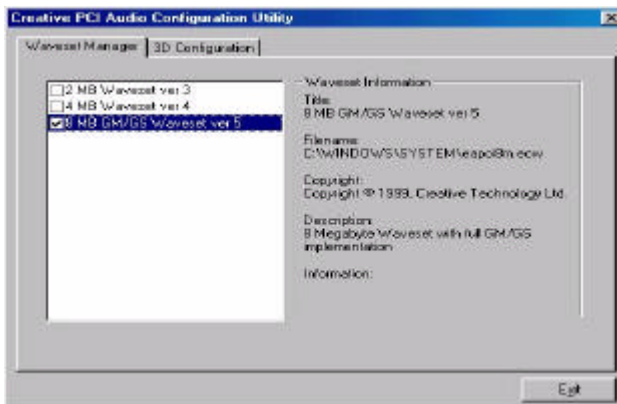 Creative PCI Audio Configuration Utility
Waveset Manager
3D Configuration
2 MB Waveset ver 3
4 MB Waveset ver 4
8 MB GM/GS Waveset ver 5
Waveset Information
Title:
8 MB GM/GS Waveset ver 5
Filename:
C:\WINDOWS\SYSTEM\eapci8m.ecw
Copyright:
Copyright © 1999, Creative Technology Ltd.
Description:
8 Megabyte Waveset with full GM/GS
implementation
Information:
Exit